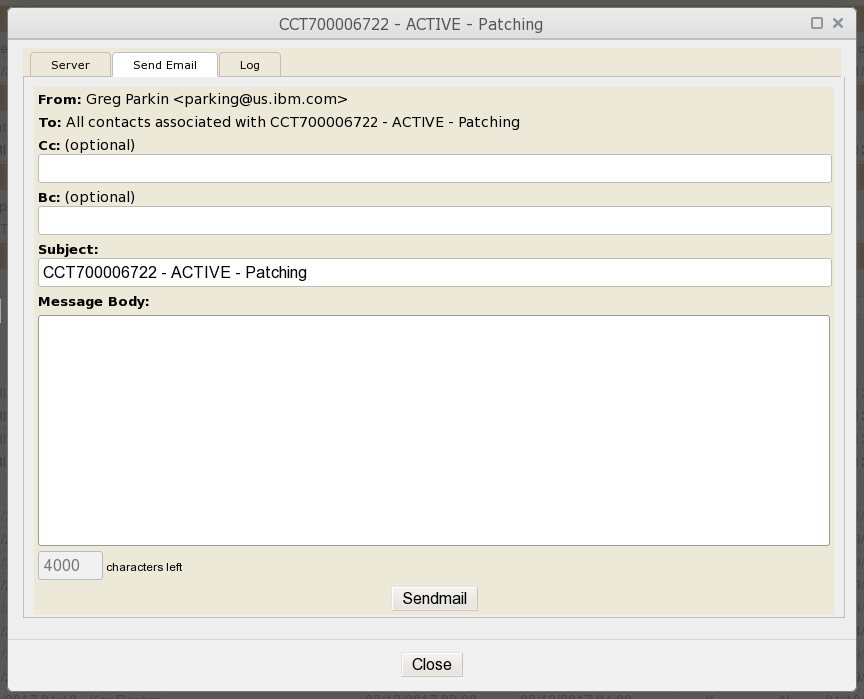 CCT700006722 - ACTIVE - Patching
Server Send Email Log
From: Greg Parkin <parking@us.ibm.com>
To: All contacts associated with CCT700006722 - ACTIVE - Patching
Cc: (optional)
Bc: (optional)
Subject:
CCT700006722 - ACTIVE - Patching
Message Body:
4000 characters left
Sendmail
Close